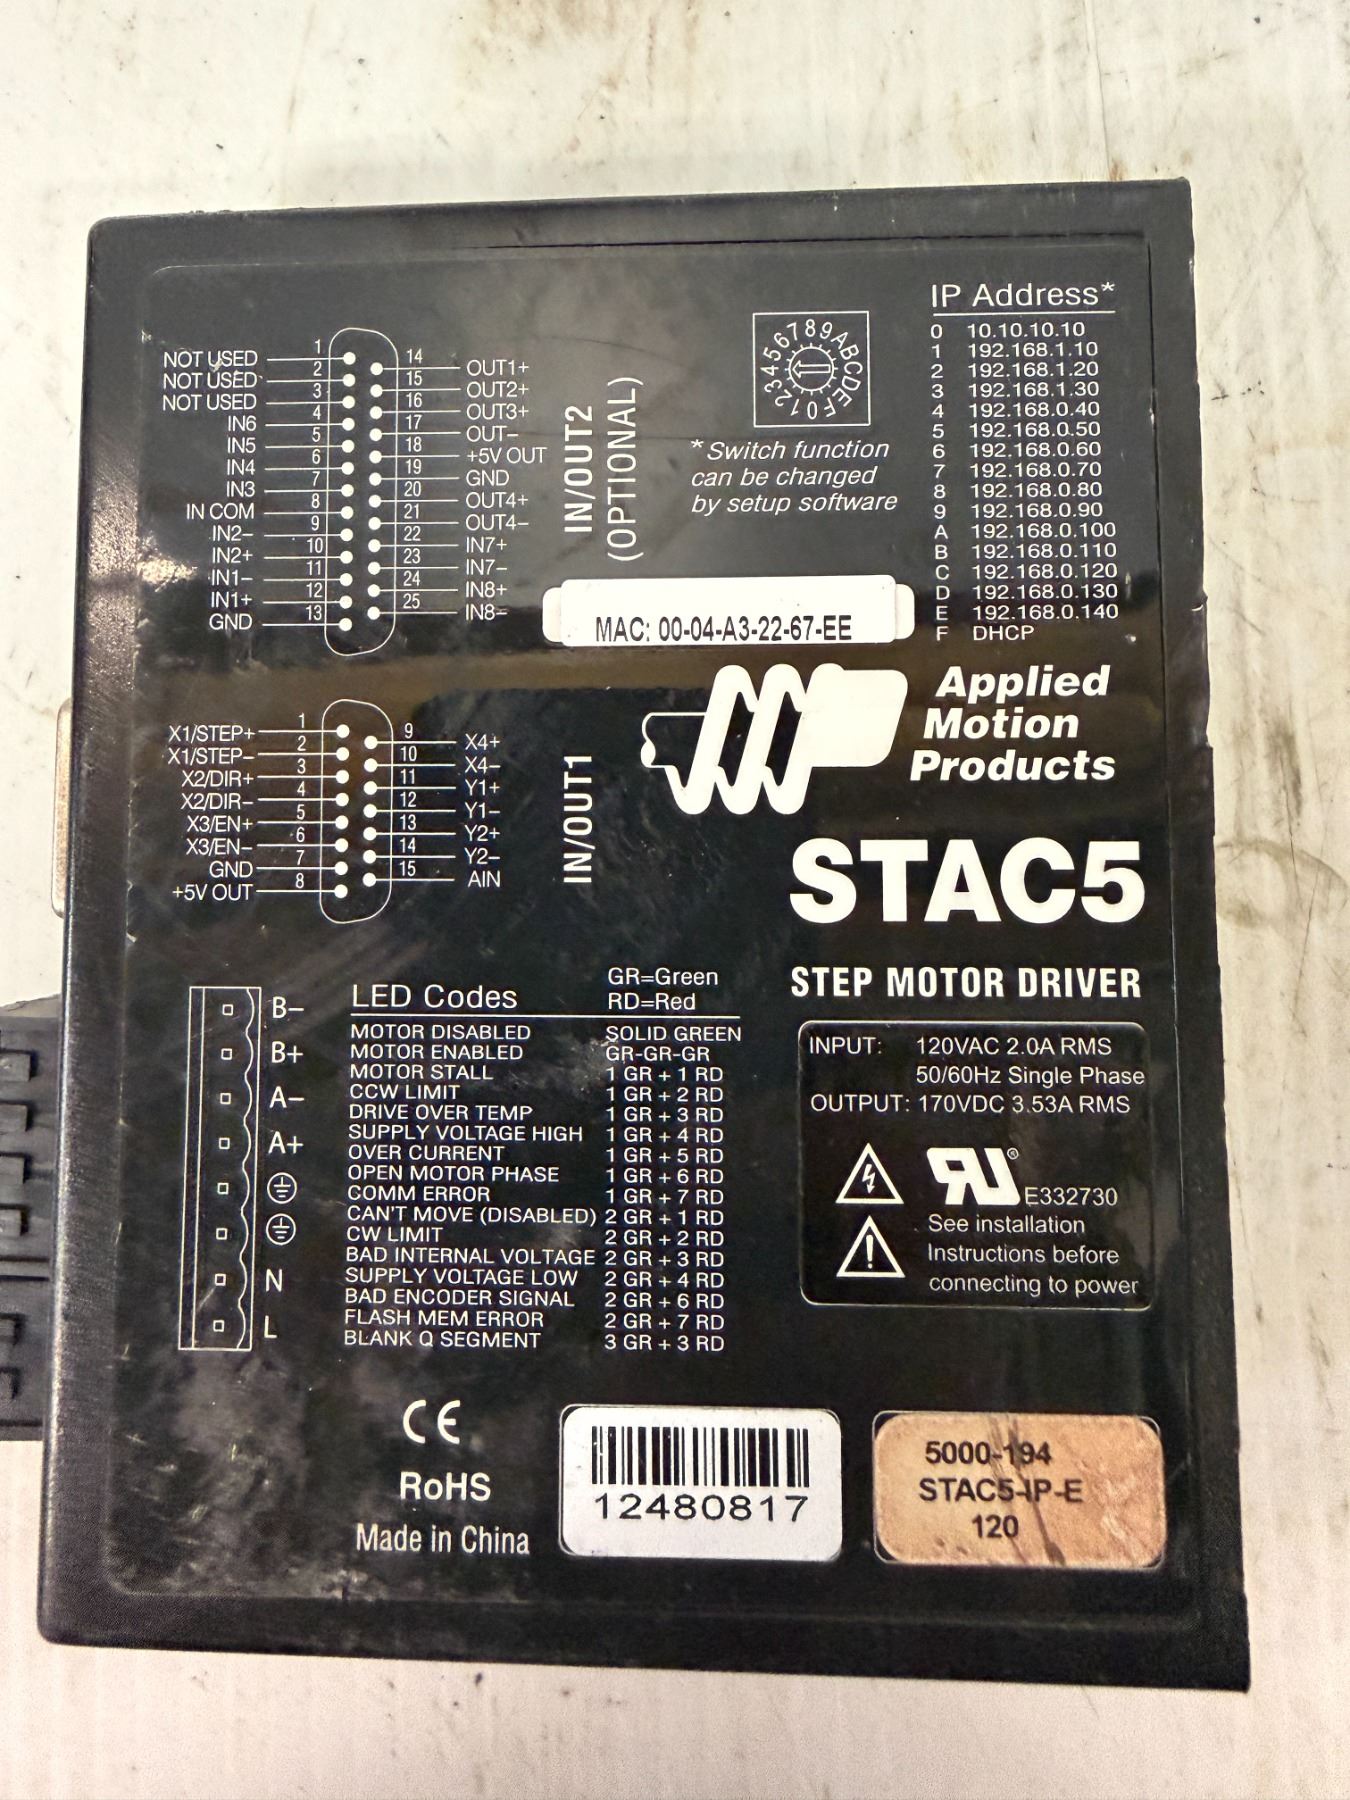 IP Address*
0 10.10.10.10
1 192.168.1.10
2 192.168.1.20
3 192.168.1.30
4 192.168.0.40
5 192.168.0.50
6 192.168.0.60
7 192.168.0.70
8 192.168.0.80
9 192.168.0.90
A 192.168.0.100
B 192.168.0.110
C 192.168.0.120
D 192.168.0.130
E 192.168.0.140
F DHCP
0 1 2 3 4 5 6 7 8 9 A B C D E F
*Switch function
can be changed
by setup software
1 NOT USED
2 NOT USED
3 NOT USED
4 IN6
5 IN5
6 IN4
7 IN3
8 IN COM
9 IN2–
10 IN2+
11 IN1–
12 IN1+
13 GND
14 OUT1+
15 OUT2+
16 OUT3+
17 OUT–
18 +5V OUT
19 GND
20 OUT4+
21 OUT4–
22 IN7+
23 IN7–
24 IN8+
25 IN8–
IN/OUT2
(OPTIONAL)
MAC: 00-04-A3-22-67-EE
Applied
Motion
Products
X1/STEP+ 1
X1/STEP– 2
X2/DIR+ 3
X2/DIR– 4
X3/EN+ 5
X3/EN– 6
GND 7
+5V OUT 8
9 X4+
10 X4–
11 Y1+
12 Y1–
13 Y2+
14 Y2–
15 AIN
IN/OUT1
STAC5
STEP MOTOR DRIVER
B–
B+
A–
A+
N
L
LED Codes
GR=Green
RD=Red
MOTOR DISABLED SOLID GREEN
MOTOR ENABLED GR-GR-GR
MOTOR STALL 1 GR + 1 RD
CCW LIMIT 1 GR + 2 RD
DRIVE OVER TEMP 1 GR + 3 RD
SUPPLY VOLTAGE HIGH 1 GR + 4 RD
OVER CURRENT 1 GR + 5 RD
OPEN MOTOR PHASE 1 GR + 6 RD
COMM ERROR 1 GR + 7 RD
CAN'T MOVE (DISABLED) 2 GR + 1 RD
CW LIMIT 2 GR + 2 RD
BAD INTERNAL VOLTAGE 2 GR + 3 RD
SUPPLY VOLTAGE LOW 2 GR + 4 RD
BAD ENCODER SIGNAL 2 GR + 6 RD
FLASH MEM ERROR 2 GR + 7 RD
BLANK Q SEGMENT 3 GR + 3 RD
INPUT: 120VAC 2.0A RMS
50/60Hz Single Phase
OUTPUT: 170VDC 3.53A RMS
RU® E332730
See installation
Instructions before
connecting to power
CE
RoHS
Made in China
12480817
5000-194
STAC5-IP-E
120